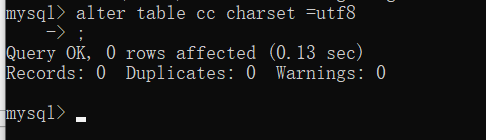 mysql> alter table cc charset =utf8
    -> ;
Query OK, 0 rows affected (0.13 sec)
Records: 0  Duplicates: 0  Warnings: 0
mysql>